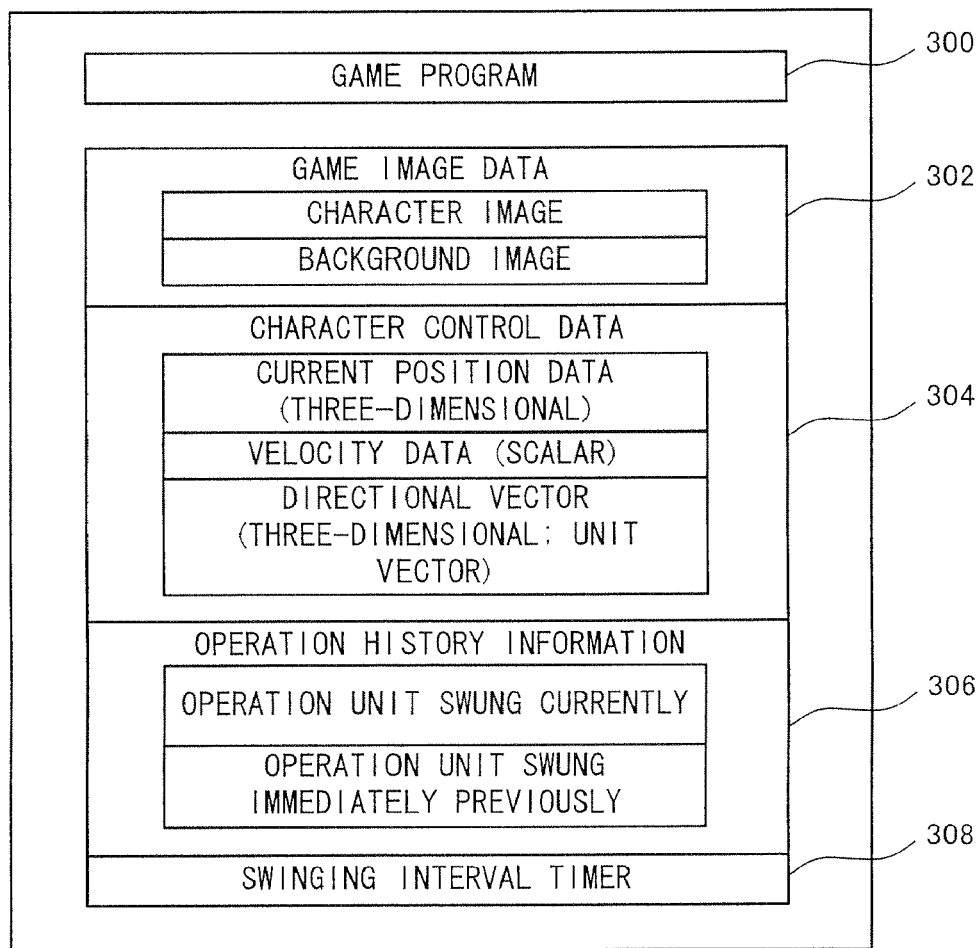 GAME PROGRAM
300
GAME IMAGE DATA
302
CHARACTER IMAGE
BACKGROUND IMAGE
CHARACTER CONTROL DATA
CURRENT POSITION DATA
(THREE-DIMENSIONAL)
304
VELOCITY DATA (SCALAR)
DIRECTIONAL VECTOR
(THREE-DIMENSIONAL; UNIT
VECTOR)
OPERATION HISTORY INFORMATION
OPERATION UNIT SWUNG CURRENTLY
306
OPERATION UNIT SWUNG
IMMEDIATELY PREVIOUSLY
308
SWINGING INTERVAL TIMER